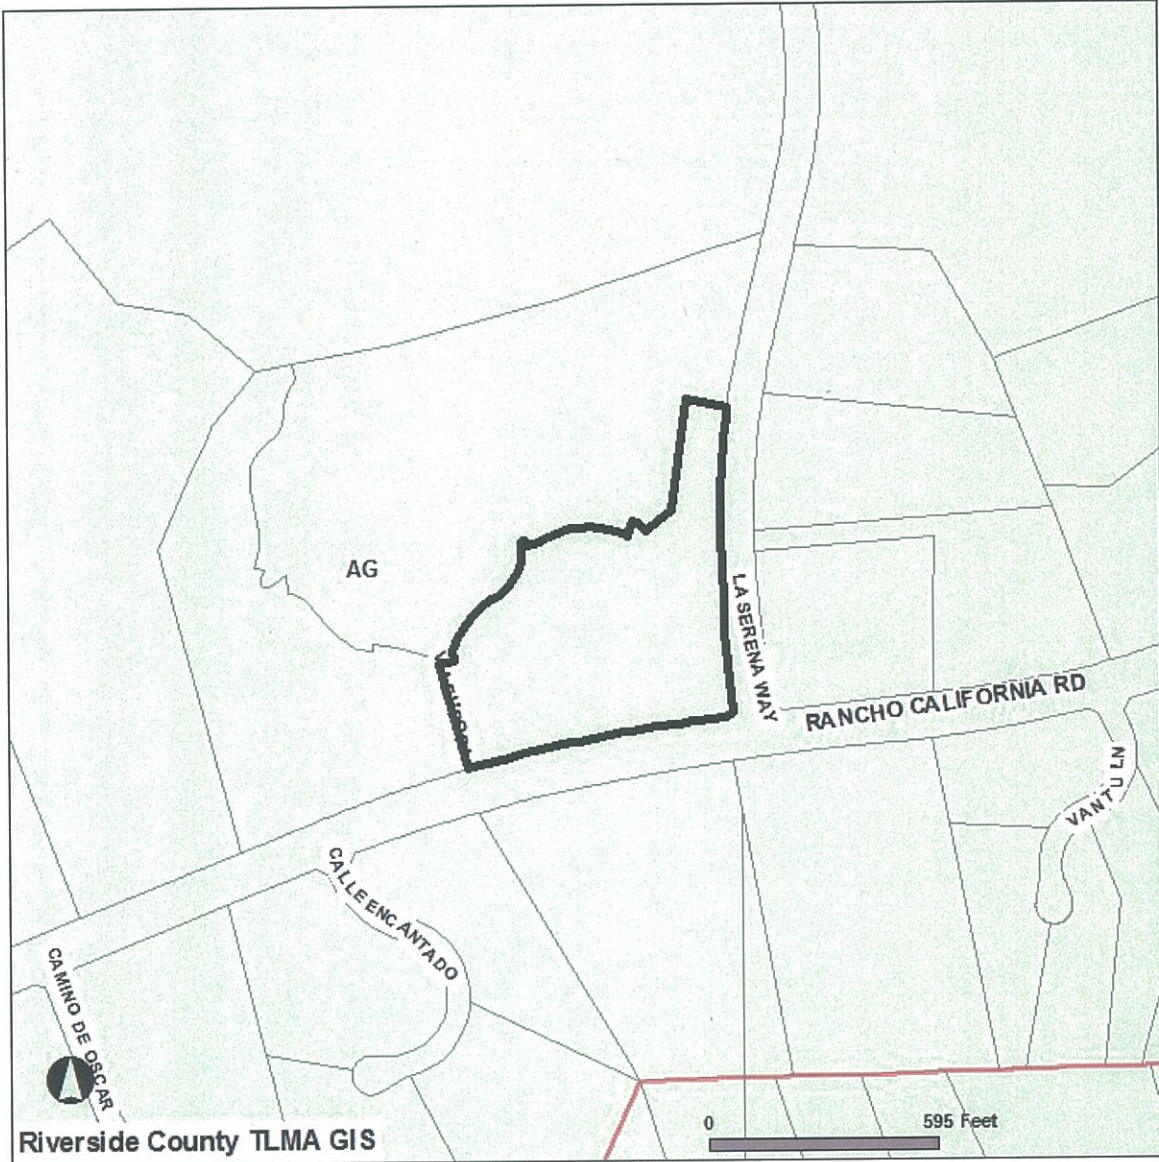 AG
LA SERENA WAY
RANCHO CALIFORNIA RD
VANTU LN
CALLE ENCANTADO
CAMINO DE OSCAR
0
595 Feet
Riverside County TLMA GIS